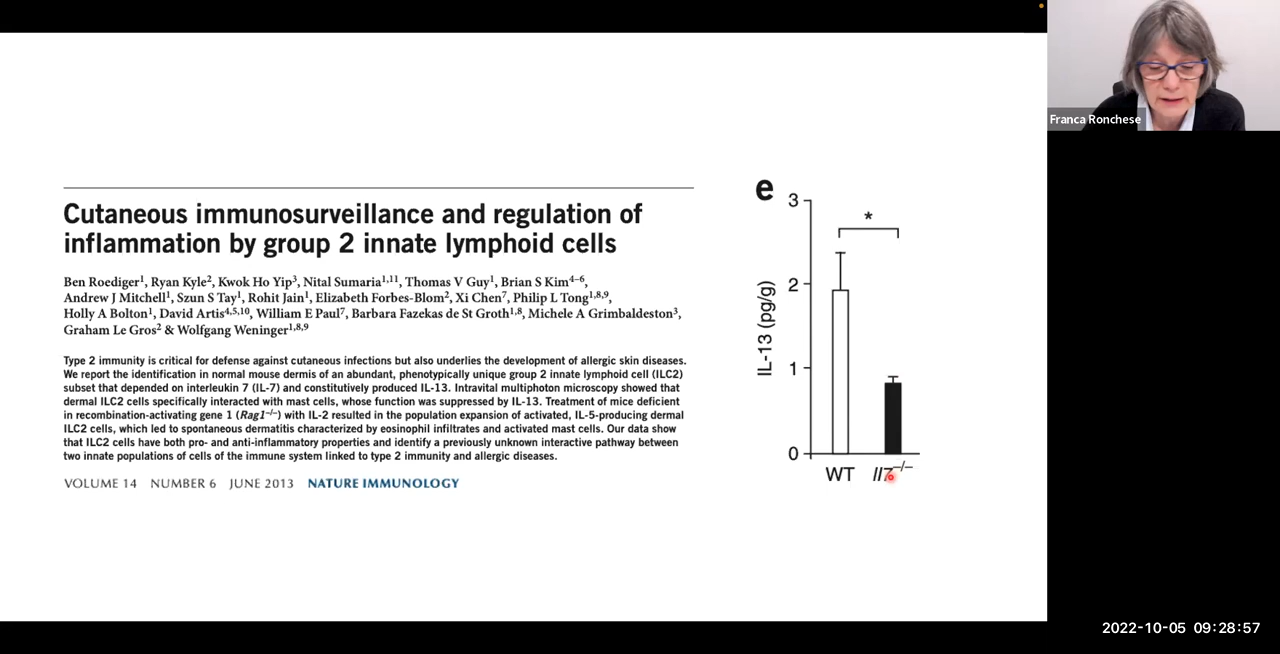 Cutaneous immunosurveillance and regulation of
inflammation by group 2 innate lymphoid cells
Ben Roediger¹, Ryan Kyle², Kwok Ho Yip³, Nital Sumaria¹,¹¹, Thomas V Guy¹, Brian S Kim⁴⁻⁶,
Andrew J Mitchell¹, Szun S Tay¹, Rohit Jain¹, Elizabeth Forbes-Blom², Xi Chen⁷, Philip L Tong¹,⁸,⁹,
Holly A Bolton¹, David Artis⁴,⁵,¹⁰, William E Paul⁷, Barbara Fazekas de St Groth¹,⁸, Michele A Grimbaldeston³,
Graham Le Gros² & Wolfgang Weninger¹,⁸,⁹
Type 2 immunity is critical for defense against cutaneous infections but also underlies the development of allergic skin diseases.
We report the identification in normal mouse dermis of an abundant, phenotypically unique group 2 innate lymphoid cell (ILC2)
subset that depended on interleukin 7 (IL-7) and constitutively produced IL-13. Intravital multiphoton microscopy showed that
dermal ILC2 cells specifically interacted with mast cells, whose function was suppressed by IL-13. Treatment of mice deficient
in recombination-activating gene 1 (Rag1⁻/⁻) with IL-2 resulted in the population expansion of activated, IL-5-producing dermal
ILC2 cells, which led to spontaneous dermatitis characterized by eosinophil infiltrates and activated mast cells. Our data show
that ILC2 cells have both pro- and anti-inflammatory properties and identify a previously unknown interactive pathway between
two innate populations of cells of the immune system linked to type 2 immunity and allergic diseases.
VOLUME 14 NUMBER 6 JUNE 2013 NATURE IMMUNOLOGY
e
3
2
1
0
*
IL-13 (pg/g)
WT Il7⁻/⁻
Franca Ronchese
2022-10-05 09:28:57